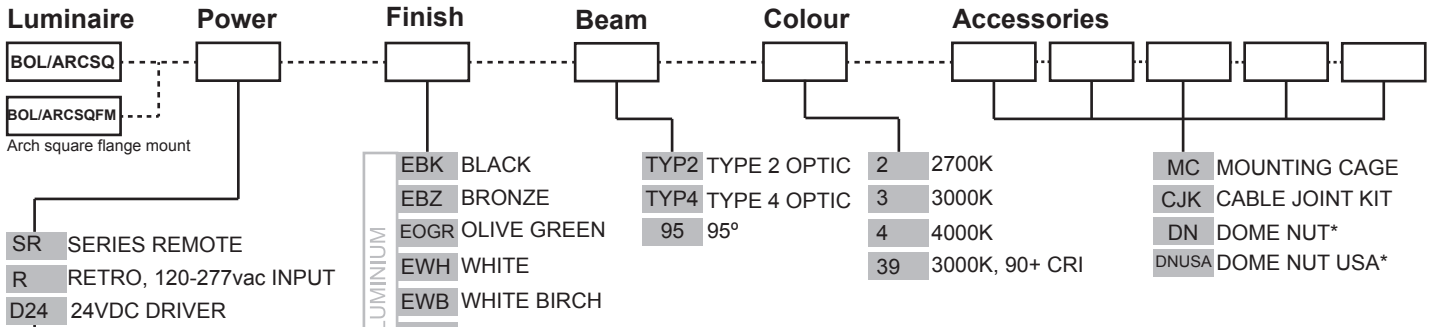 Luminaire Power Finish Beam Colour Accessories
BOL/ARCSQ
BOL/ARCSQFM
Arch square flange mount
SR SERIES REMOTE
R RETRO, 120-277vac INPUT
D24 24VDC DRIVER
EBK BLACK
EBZ BRONZE
EOGR OLIVE GREEN
EWH WHITE
EWB WHITE BIRCH
TYP2 TYPE 2 OPTIC
TYP4 TYPE 4 OPTIC
95 95º
2 2700K
3 3000K
4 4000K
39 3000K, 90+ CRI
MC MOUNTING CAGE
CJK CABLE JOINT KIT
DN DOME NUT*
DNUSA DOME NUT USA*